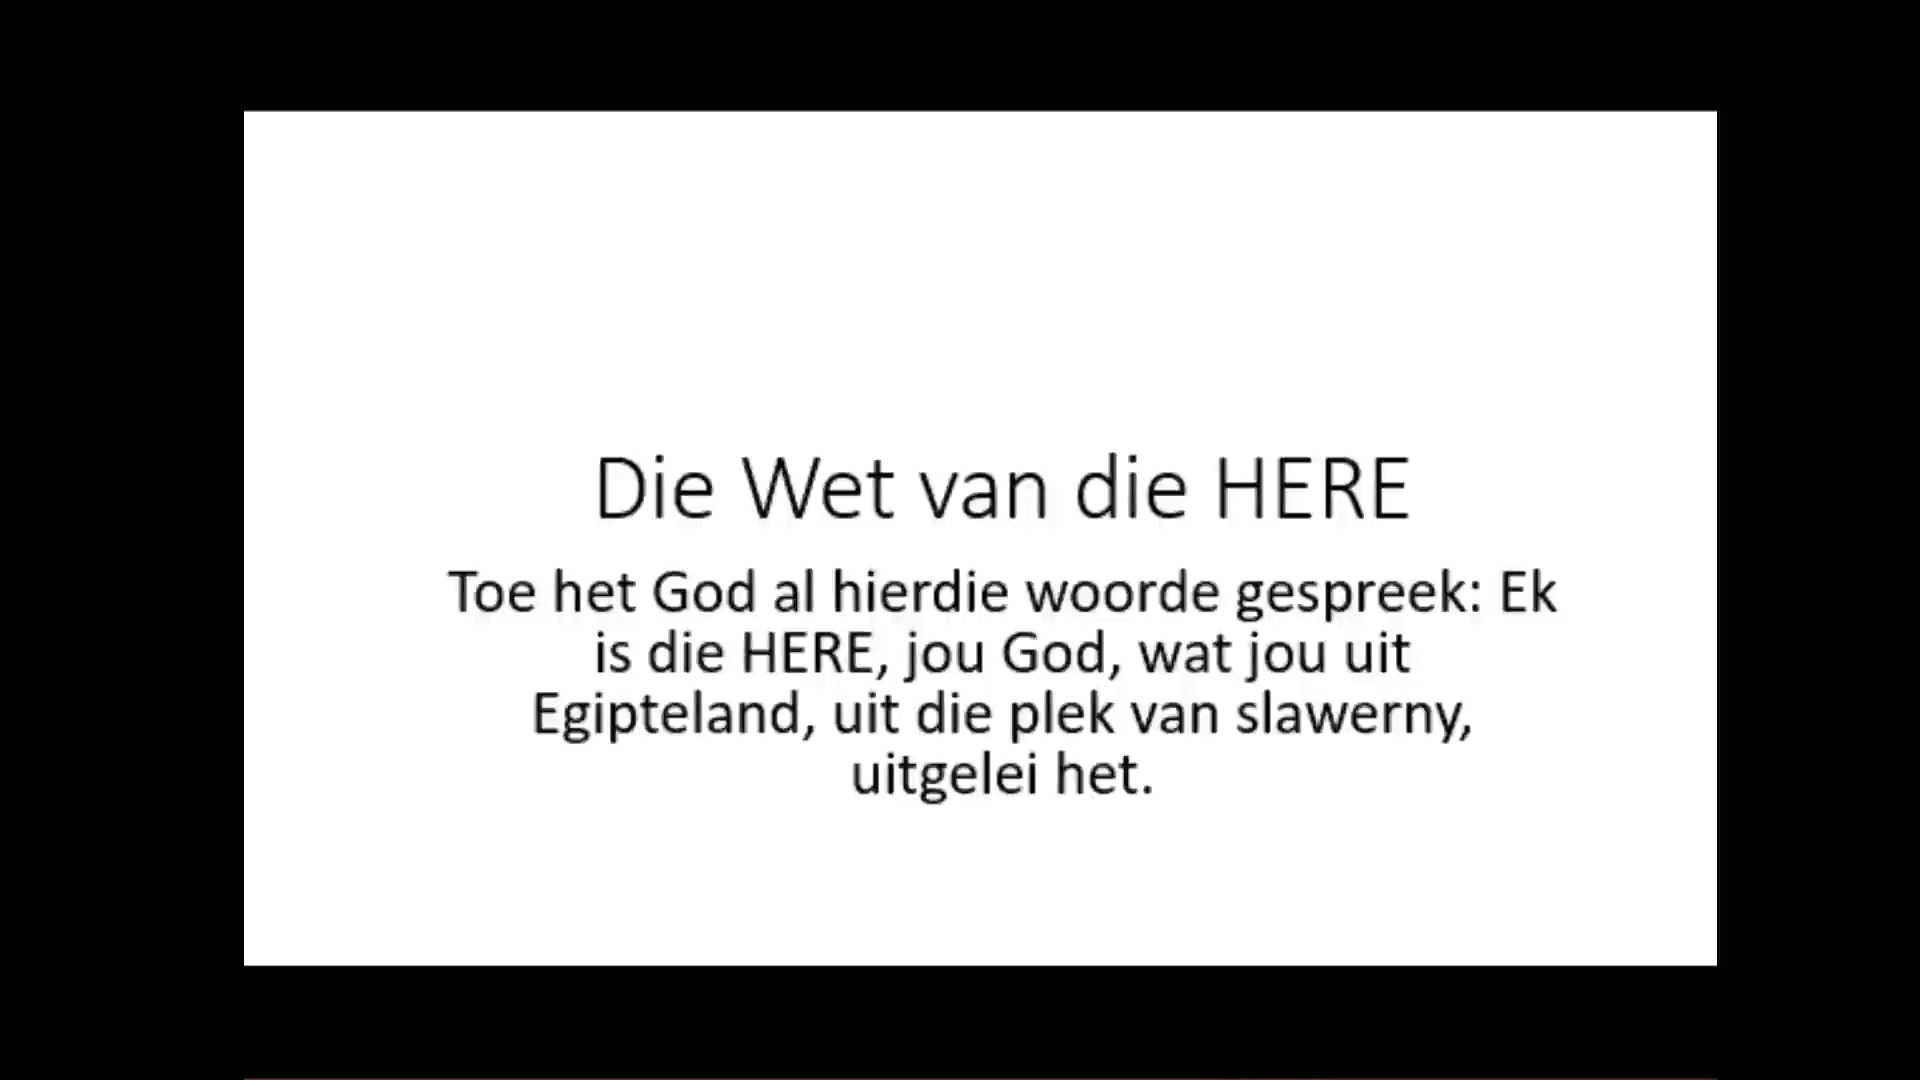 Die Wet van die HERE
Toe het God al hierdie woorde gespreek: Ek
is die HERE, jou God, wat jou uit
Egipteland, uit die plek van slawerny,
uitgelei het.